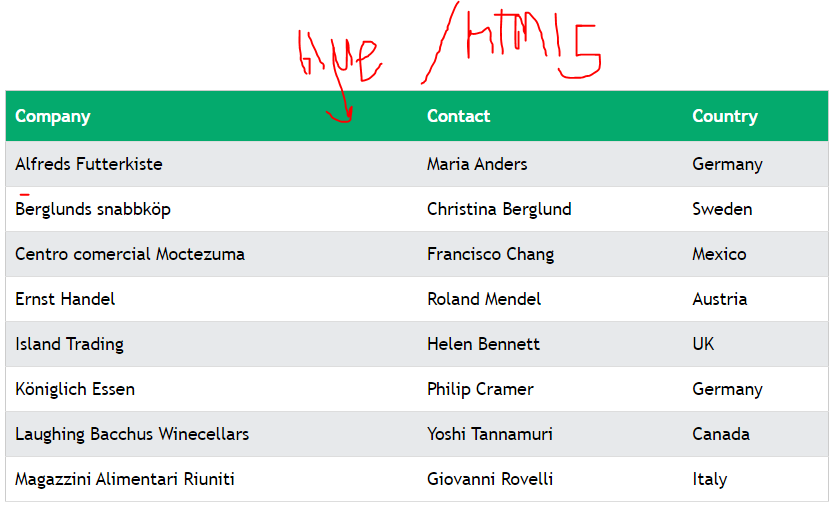 /HTML5
Company Contact Country
Alfreds Futterkiste Maria Anders Germany
Berglunds snabbköp Christina Berglund Sweden
Centro comercial Moctezuma Francisco Chang Mexico
Ernst Handel Roland Mendel Austria
Island Trading Helen Bennett UK
Königlich Essen Philip Cramer Germany
Laughing Bacchus Winecellars Yoshi Tannamuri Canada
Magazzini Alimentari Riuniti Giovanni Rovelli Italy